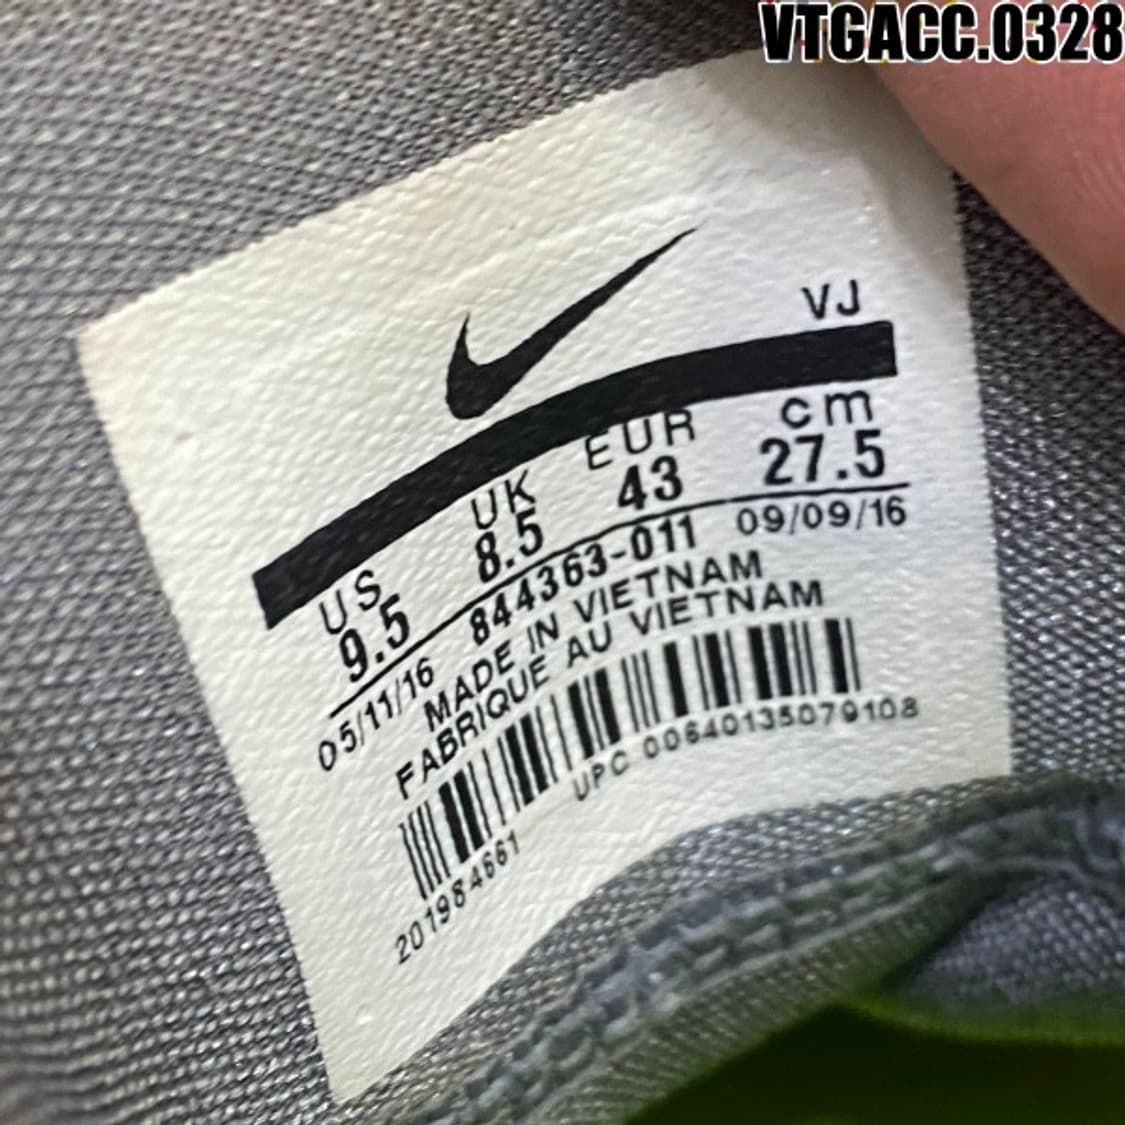 VTGACC.0328
VJ
US UK EUR cm
9.5 8.5 43 27.5
05/11/16 844363-011 09/09/16
MADE IN VIETNAM
FABRIQUE AU VIETNAM
UPC 00640135079108
201984661